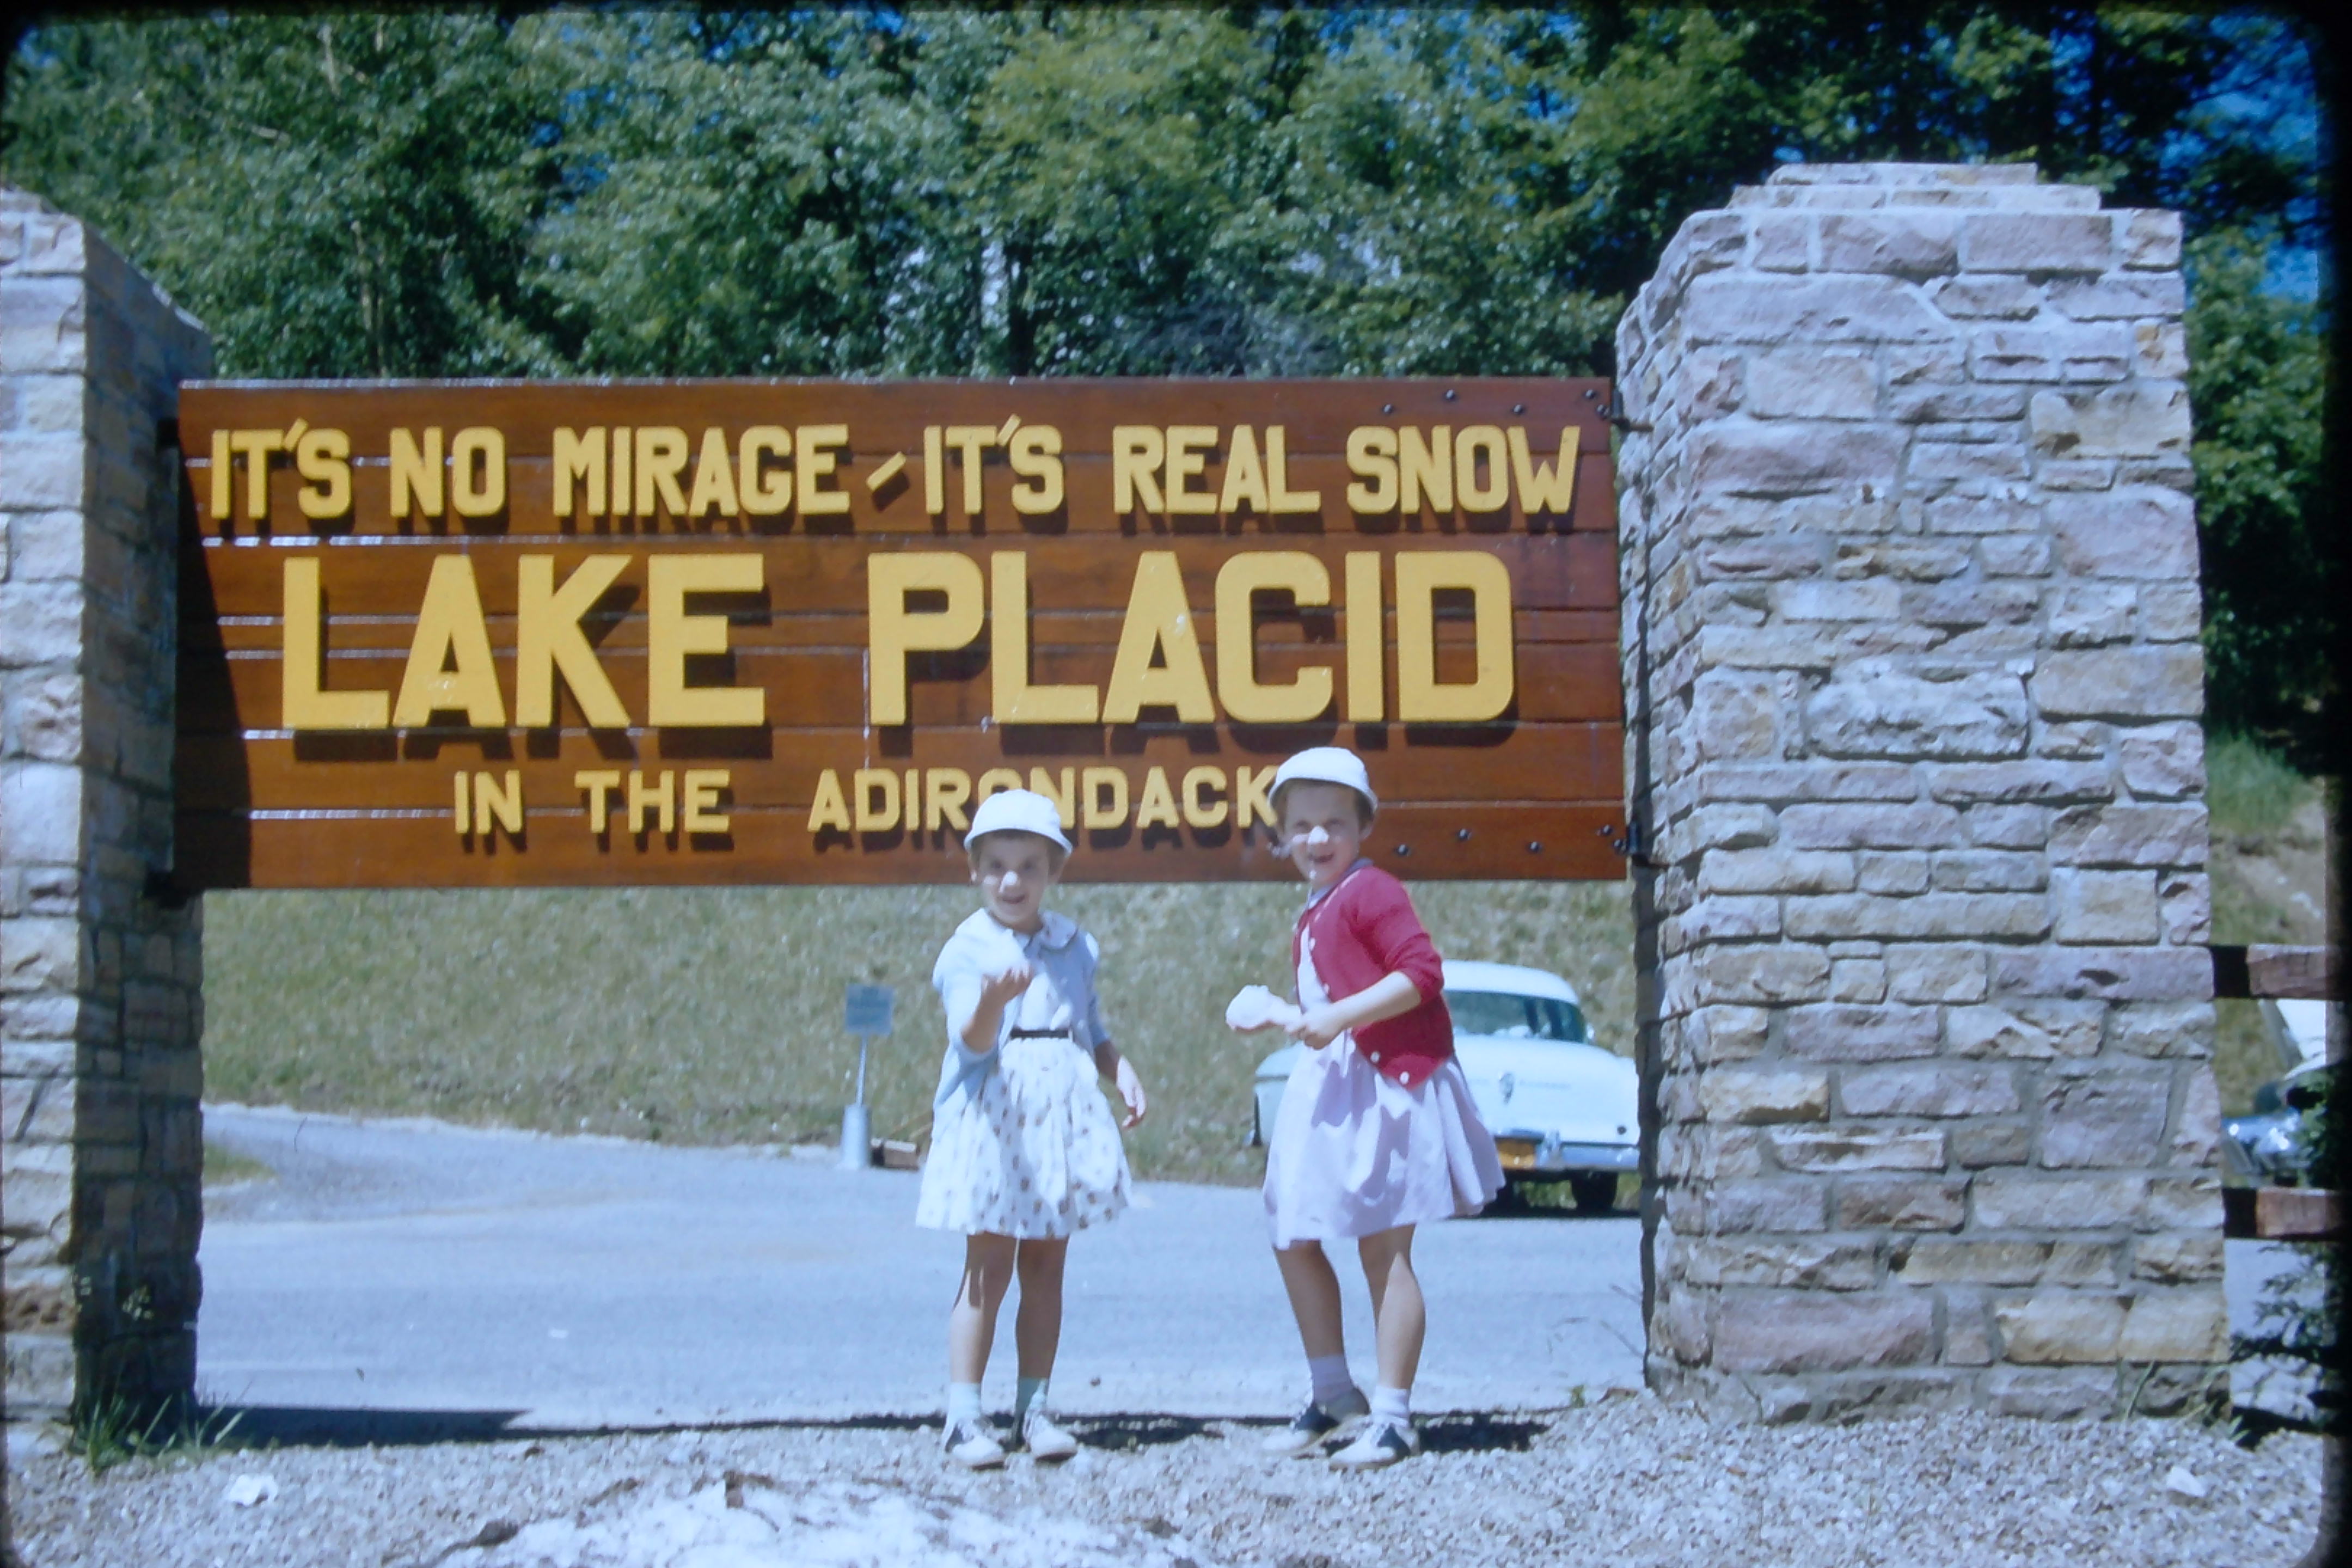 IT'S NO MIRAGE - IT'S REAL SNOW
LAKE PLACID
IN THE ADIRONDACK